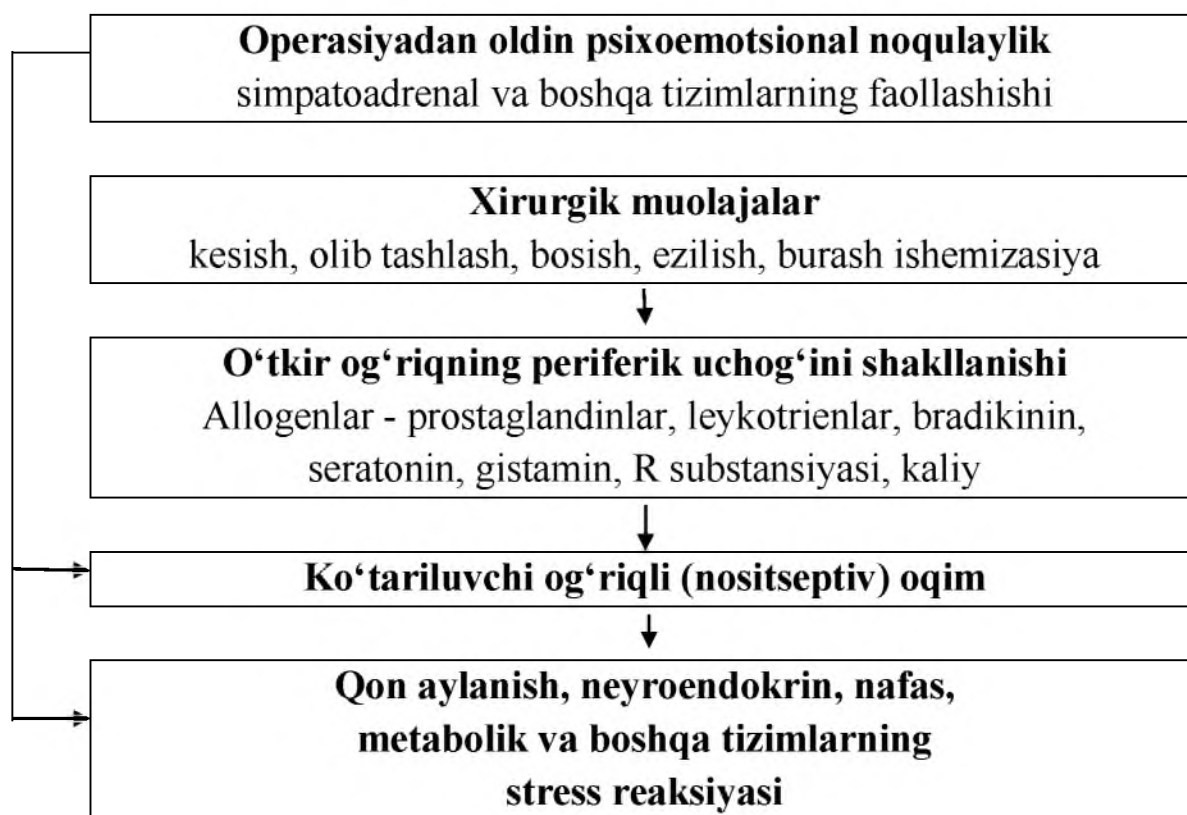 Operasiyadan oldin psixoemotsional noqulaylik
simpatoadrenal va boshqa tizimlarning faollashishi
Xirurgik muolajalar
kesish, olib tashlash, bosish, ezilish, burash ishemizasiya
O‘tkir og‘riqning periferik uchog‘ini shakllanishi
Allogenlar - prostaglandinlar, leykotrienlar, bradikinin,
seratonin, gistamin, R substansiyasi, kaliy
Ko‘tariluvchi og‘riqli (nositseptiv) oqim
Qon aylanish, neyroendokrin, nafas,
metabolik va boshqa tizimlarning
stress reaksiyasi